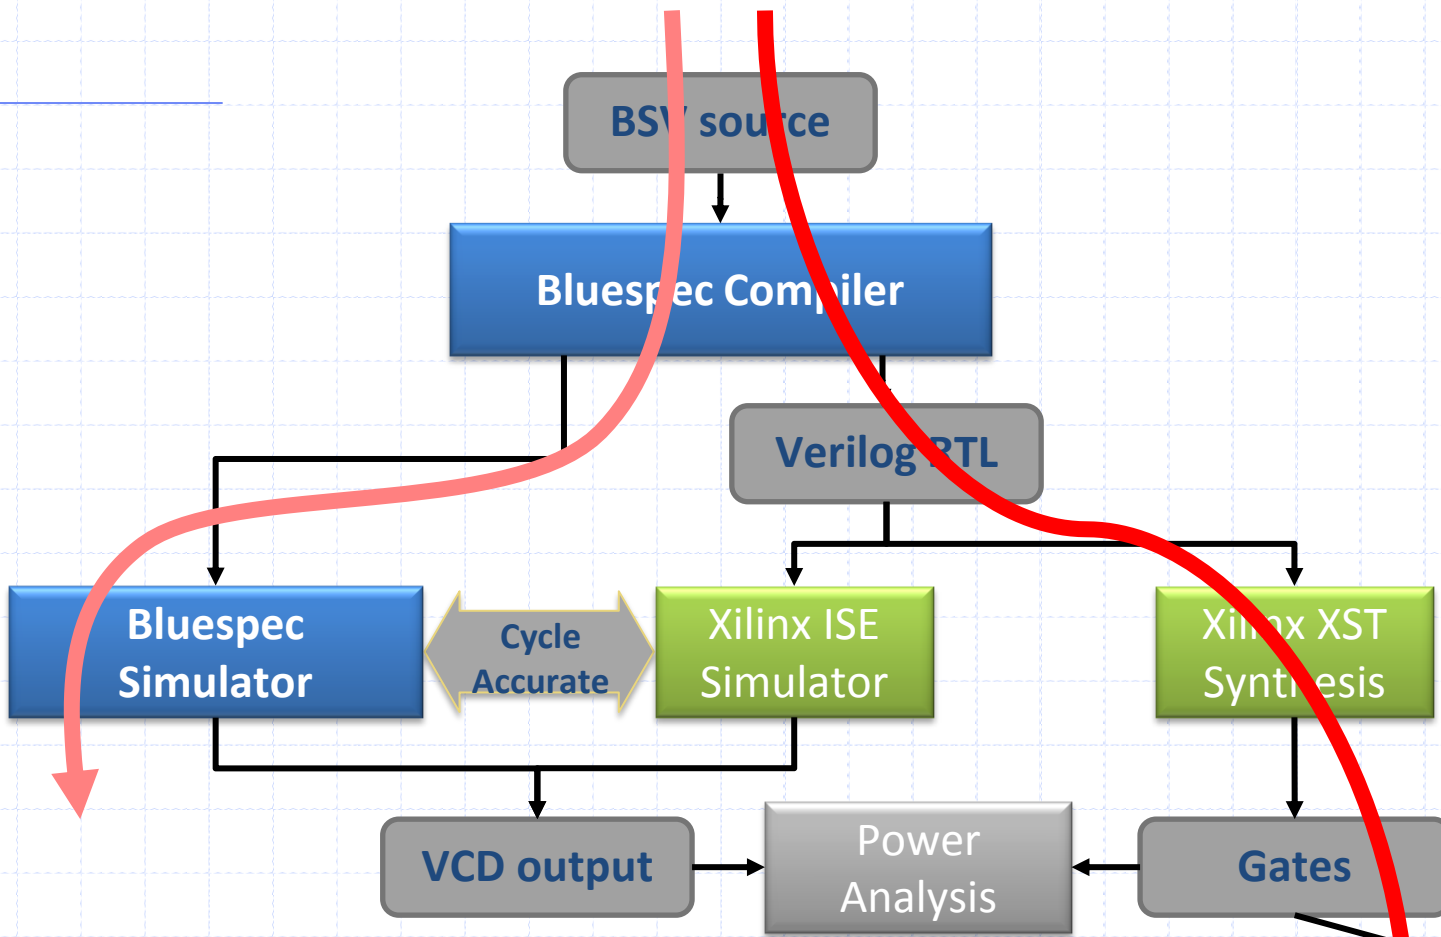 BSV source
Bluespec Compiler
Verilog RTL
Bluespec
Simulator
Cycle
Accurate
Xilinx ISE
Simulator
Xilinx XST
Synthesis
VCD output
Power
Analysis
Gates